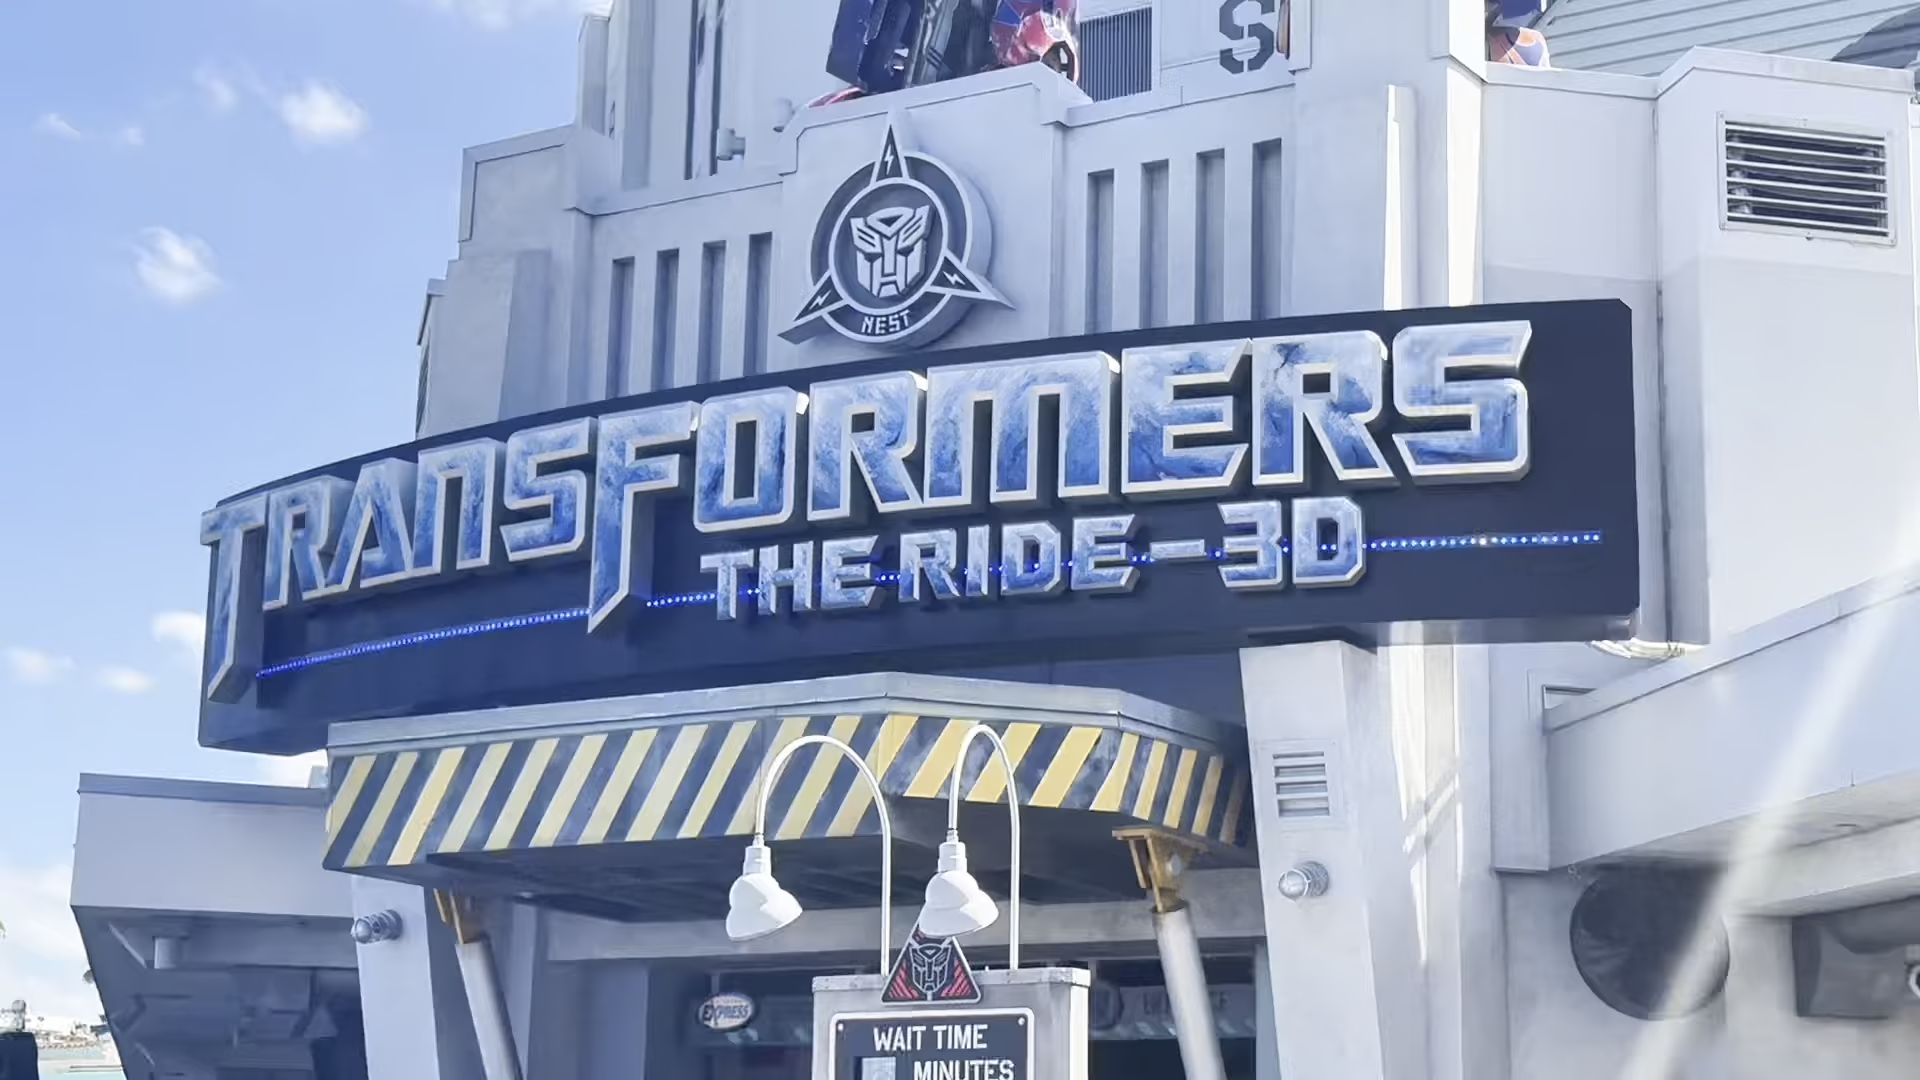 S
NEST
TRANSFORMERS
THE RIDE-3D
EXPRESS
WAIT TIME
MINUTES